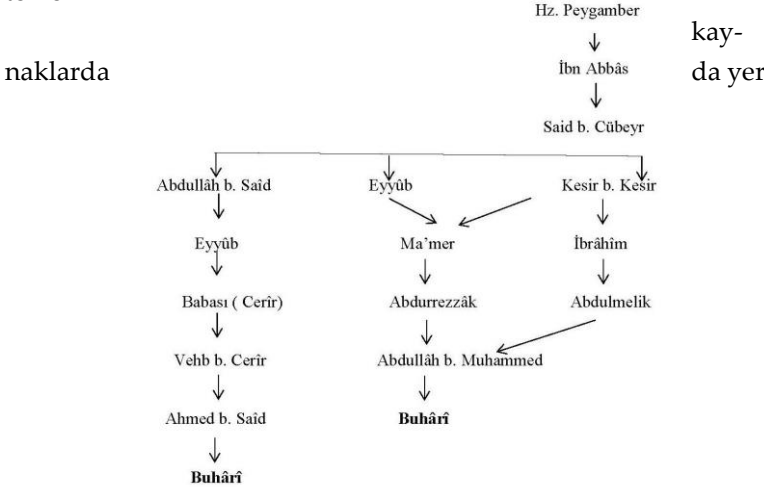 Hz. Peygamber
kay-
naklarda İbn Abbâs da yer
Said b. Cübeyr
Abdullâh b. Saîd Eyyûb Kesir b. Kesir
Eyyûb Ma’mer İbrâhîm
Babası ( Cerîr) Abdurrezzâk Abdulmelik
Vehb b. Cerîr Abdullâh b. Muhammed
Ahmed b. Saîd Buhârî
Buhârî